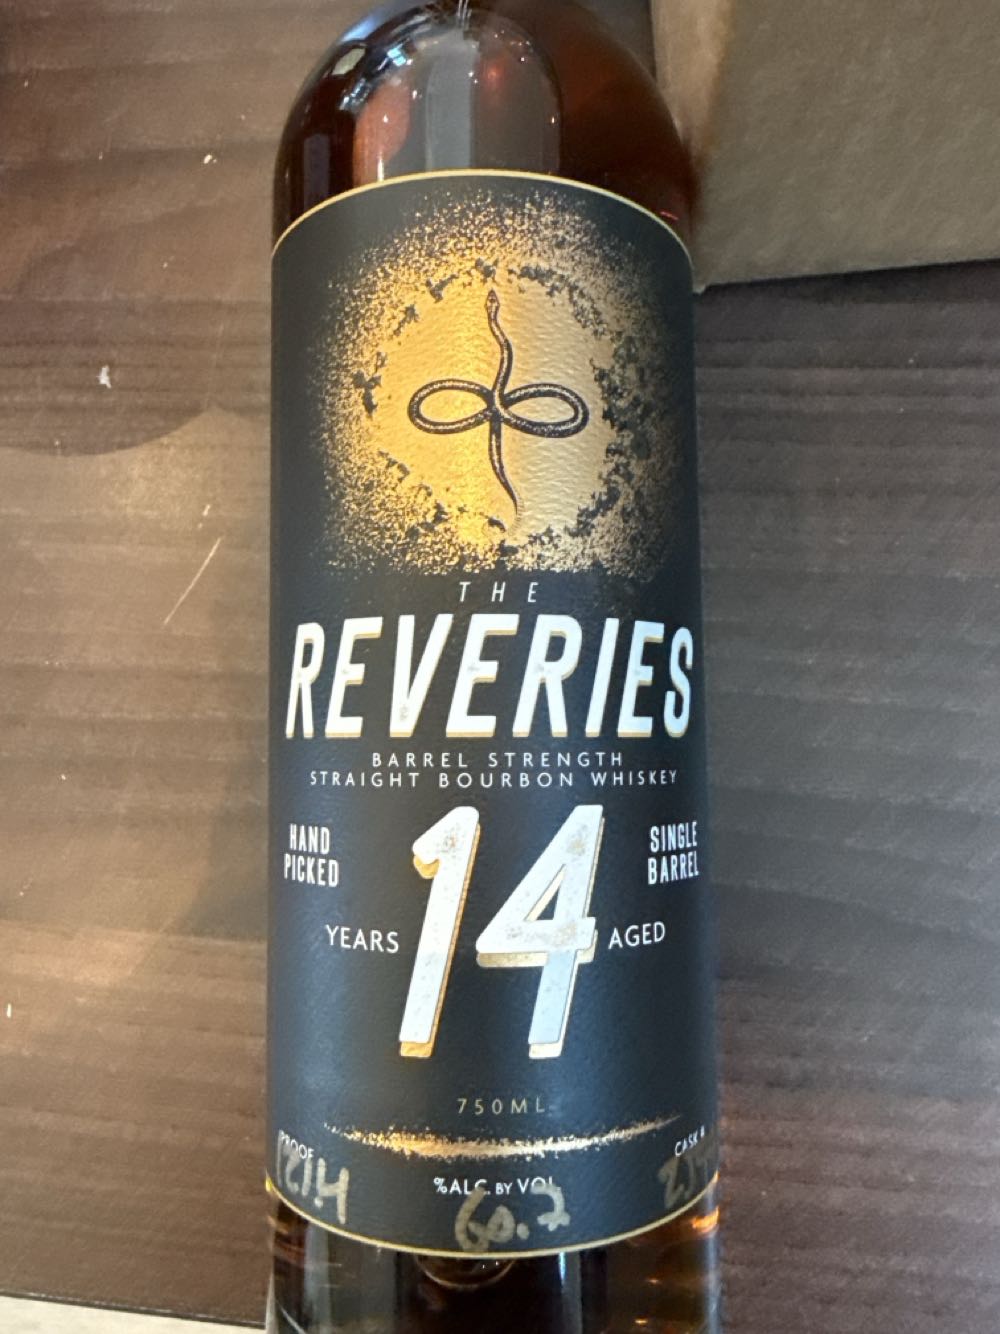 THE
REVERIES
BARREL STRENGTH
STRAIGHT BOURBON WHISKEY
HAND PICKED
SINGLE BARREL
YEARS 14 AGED
750ML
PROOF
121.4
%ALC. BY VOL
60.7
CASK #